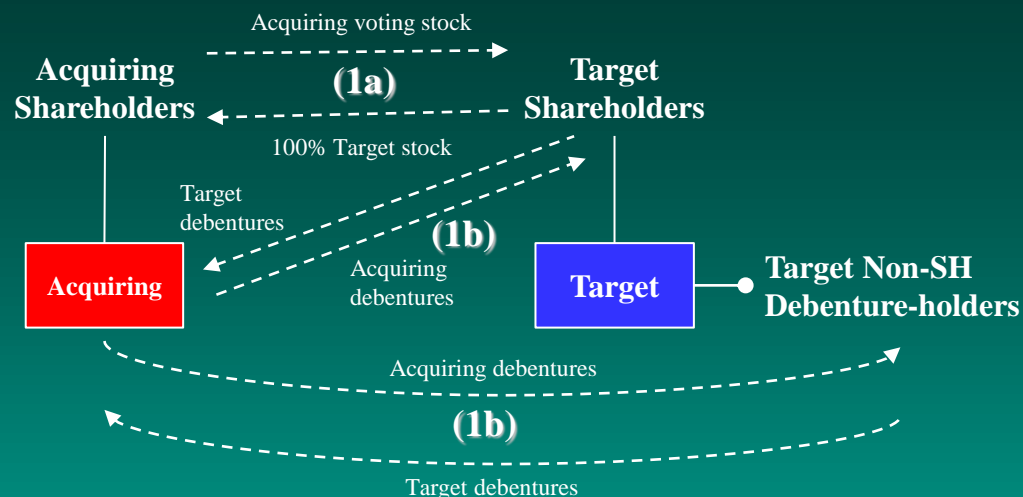 Acquiring voting stock
Acquiring
Shareholders
(1a)
Target
Shareholders
100% Target stock
Target
debentures
(1b)
Acquiring
debentures
Acquiring
Target
Target Non-SH
Debenture-holders
Acquiring debentures
(1b)
Target debentures